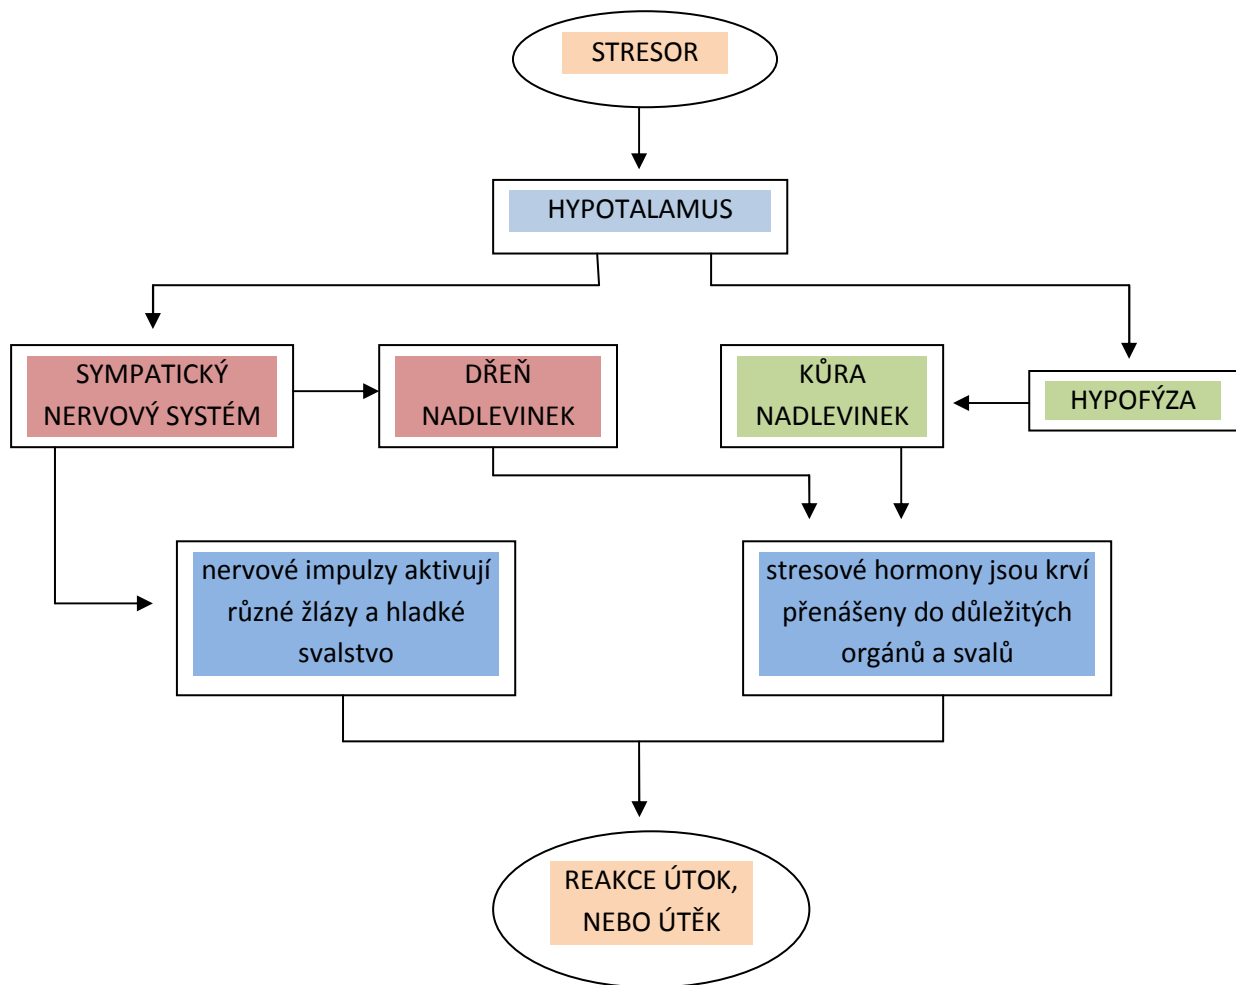 STRESOR
HYPOTALAMUS
SYMPATICKÝ
NERVOVÝ SYSTÉM
DŘEŇ
NADLEVINEK
KŮRA
NADLEVINEK
HYPOFÝZA
nervové impulzy aktivují
různé žlázy a hladké
svalstvo
stresové hormony jsou krví
přenášeny do důležitých
orgánů a svalů
REAKCE ÚTOK,
NEBO ÚTĚK